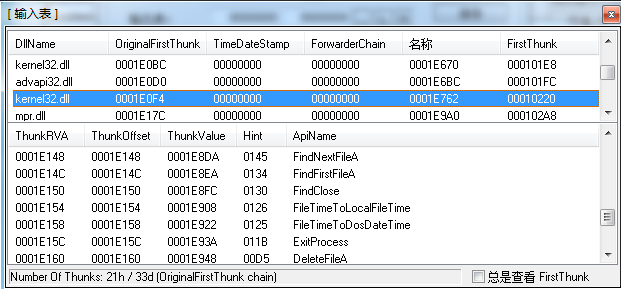 [ 输入表 ]
DllName OriginalFirstThunk TimeDateStamp ForwarderChain 名称 FirstThunk
kernel32.dll 0001E0BC 00000000 00000000 0001E670 000101E8
advapi32.dll 0001E0D0 00000000 00000000 0001E6BC 000101FC
kernel32.dll 0001E0F4 00000000 00000000 0001E762 00010220
mpr.dll 0001E17C 00000000 00000000 0001E9A0 000102A8
ThunkRVA ThunkOffset ThunkValue Hint ApiName
0001E148 0001E148 0001E8DA 0145 FindNextFileA
0001E14C 0001E14C 0001E8EA 0134 FindFirstFileA
0001E150 0001E150 0001E8FC 0130 FindClose
0001E154 0001E154 0001E908 0126 FileTimeToLocalFileTime
0001E158 0001E158 0001E922 0125 FileTimeToDosDateTime
0001E15C 0001E15C 0001E93A 011B ExitProcess
0001E160 0001E160 0001E948 00D5 DeleteFileA
Number Of Thunks: 21h / 33d (OriginalFirstThunk chain) 总是查看 FirstThunk